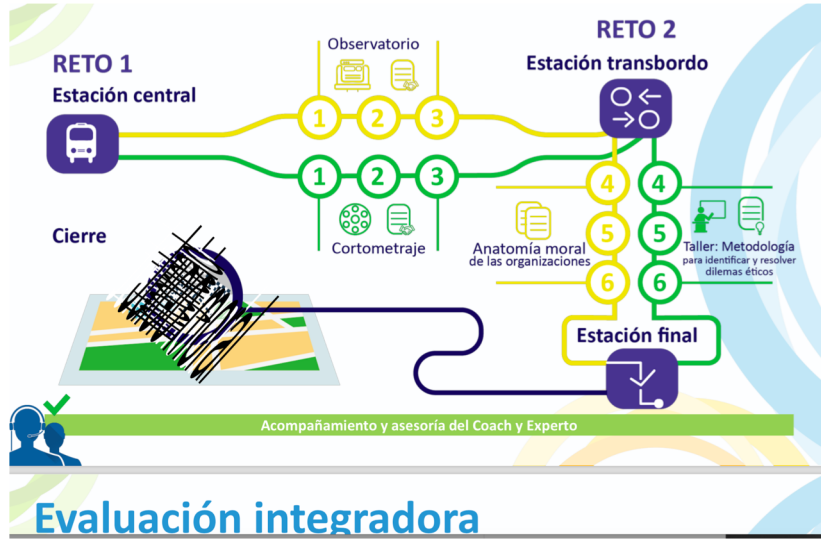 RETO 1
Estación central
Observatorio
1 2 3
1 2 3
Cortometraje
RETO 2
Estación transbordo
4
5
6
Anatomía moral
de las organizaciones
4
5
6
Taller: Metodología
para identificar y resolver
dilemas éticos
Estación final
Cierre
Acompañamiento y asesoría del Coach y Experto
Evaluación integradora